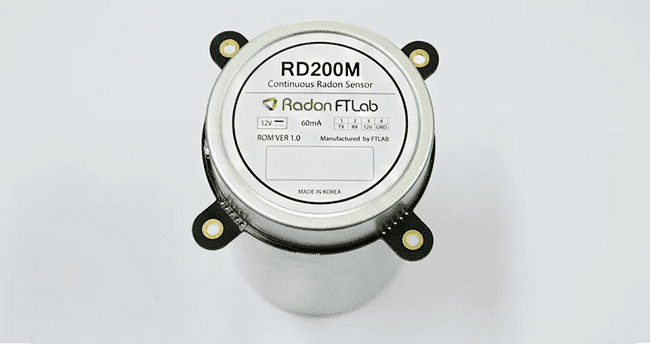 RD200M
Continuous Radon Sensor
Radon FTLab
12V 60mA 1 2 3 4
TX RX 12V GND
ROM VER 1.0 Manufactured by FTLAB
MADE IN KOREA